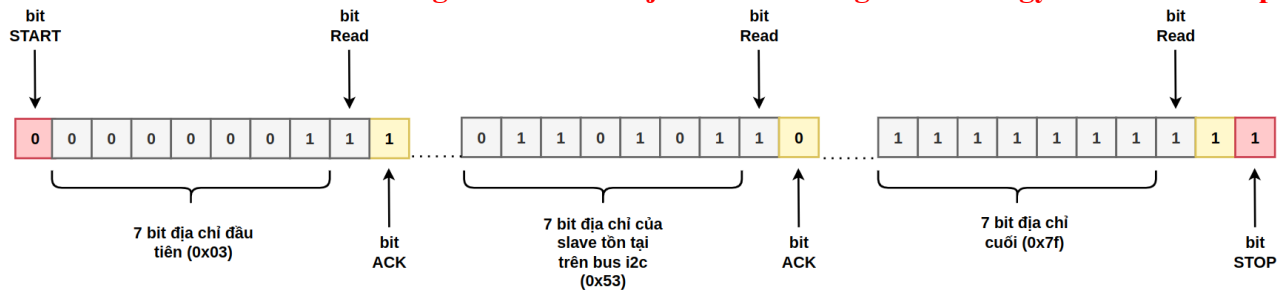 bit
START
bit
Read
bit
Read
bit
Read
0 0 0 0 0 0 0 1 1 1 ........ 0 1 1 0 1 0 1 1 0 ........ 1 1 1 1 1 1 1 1 1 1
7 bit địa chỉ đầu
tiên (0x03)
bit
ACK
7 bit địa chỉ của
slave tồn tại
trên bus i2c
(0x53)
bit
ACK
7 bit địa chỉ
cuối (0x7f)
bit
STOP